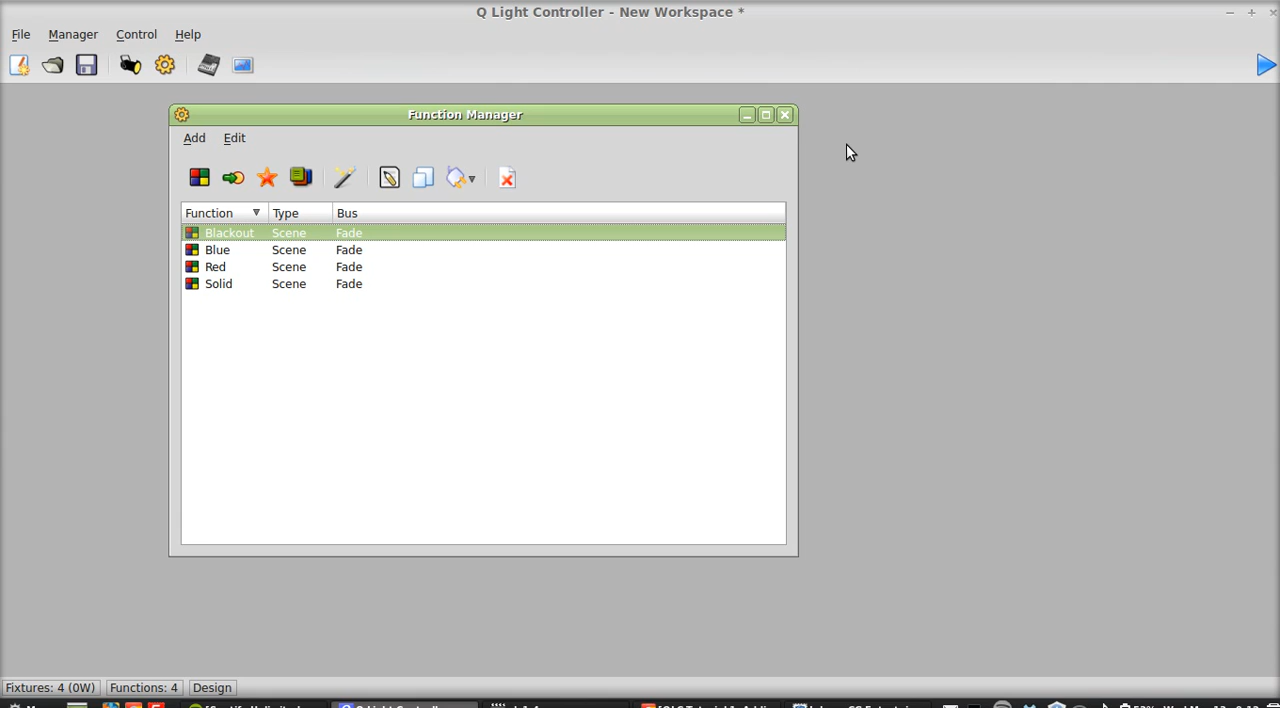 Q Light Controller - New Workspace *
File Manager Control Help
Function Manager
Add Edit
Function Type Bus
Blackout Scene Fade
Blue Scene Fade
Red Scene Fade
Solid Scene Fade
Fixtures: 4 (0W) Functions: 4 Design